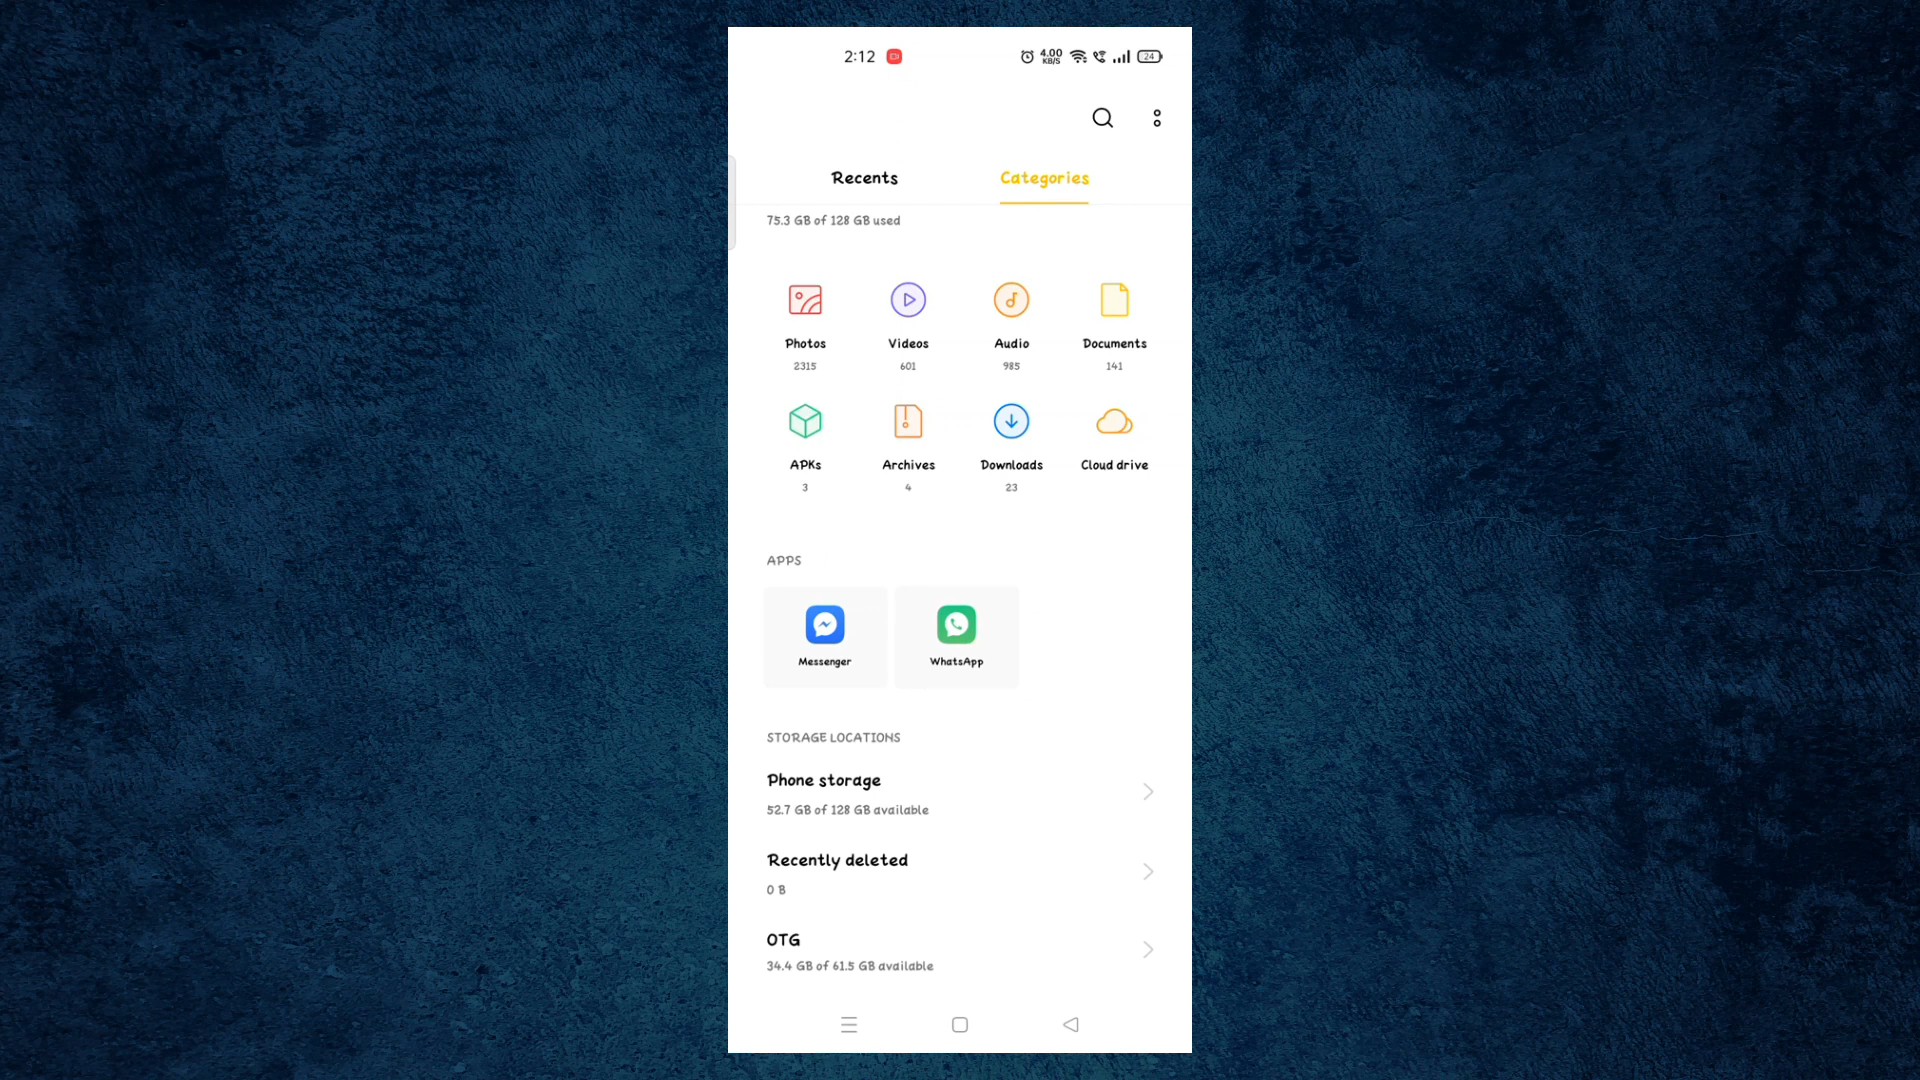 2:12 4.00 KB/S 24
Recents Categories
75.3 GB of 128 GB used
Photos Videos Audio Documents
2315 601 985 141
APKs Archives Downloads Cloud drive
3 4 23
APPS
Messenger WhatsApp
STORAGE LOCATIONS
Phone storage
52.7 GB of 128 GB available
Recently deleted
0 B
OTG
34.4 GB of 61.5 GB available